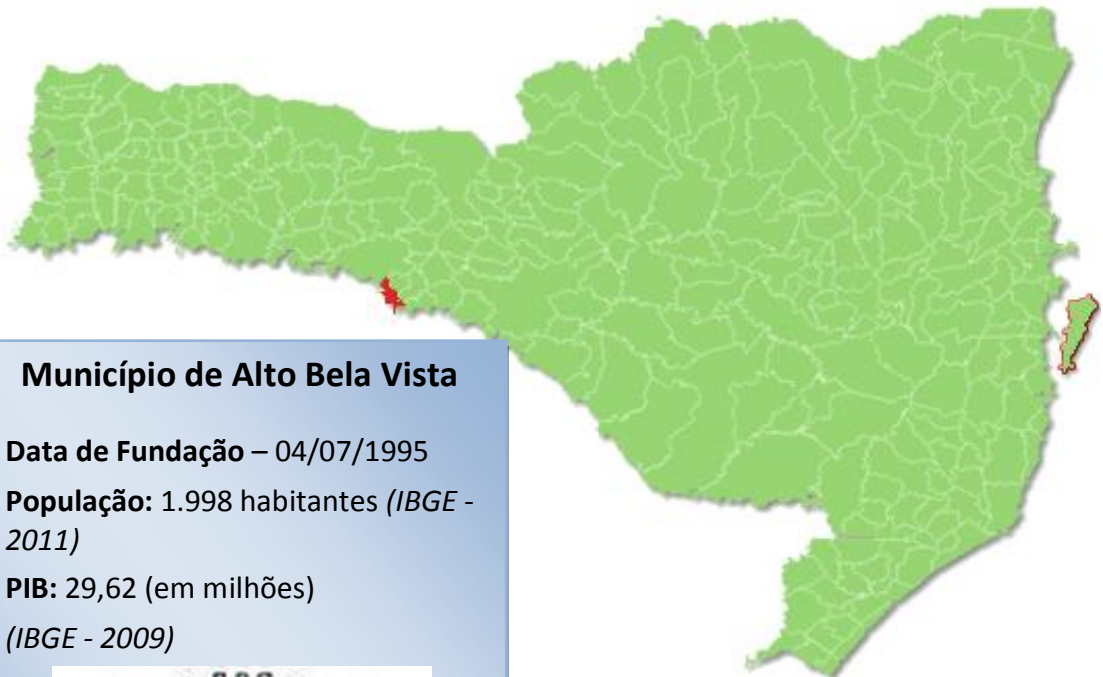 Município de Alto Bela Vista
Data de Fundação – 04/07/1995
População: 1.998 habitantes (IBGE -
2011)
PIB: 29,62 (em milhões)
(IBGE - 2009)